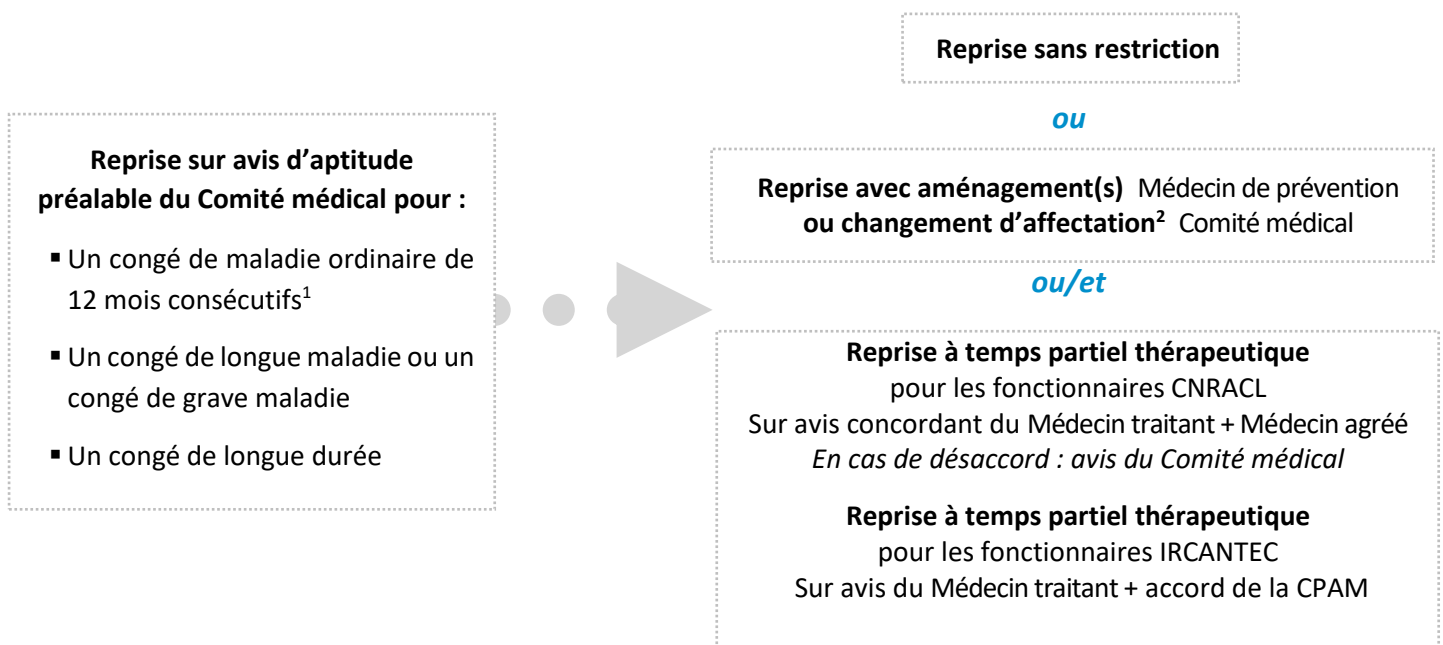 Reprise sur avis d’aptitude
préalable du Comité médical pour :
▪ Un congé de maladie ordinaire de
12 mois consécutifs1
▪ Un congé de longue maladie ou un
congé de grave maladie
▪ Un congé de longue durée
Reprise sans restriction
ou
Reprise avec aménagement(s) Médecin de prévention
ou changement d’affectation2 Comité médical
ou/et
Reprise à temps partiel thérapeutique
pour les fonctionnaires CNRACL
Sur avis concordant du Médecin traitant + Médecin agréé
En cas de désaccord : avis du Comité médical
Reprise à temps partiel thérapeutique
pour les fonctionnaires IRCANTEC
Sur avis du Médecin traitant + accord de la CPAM